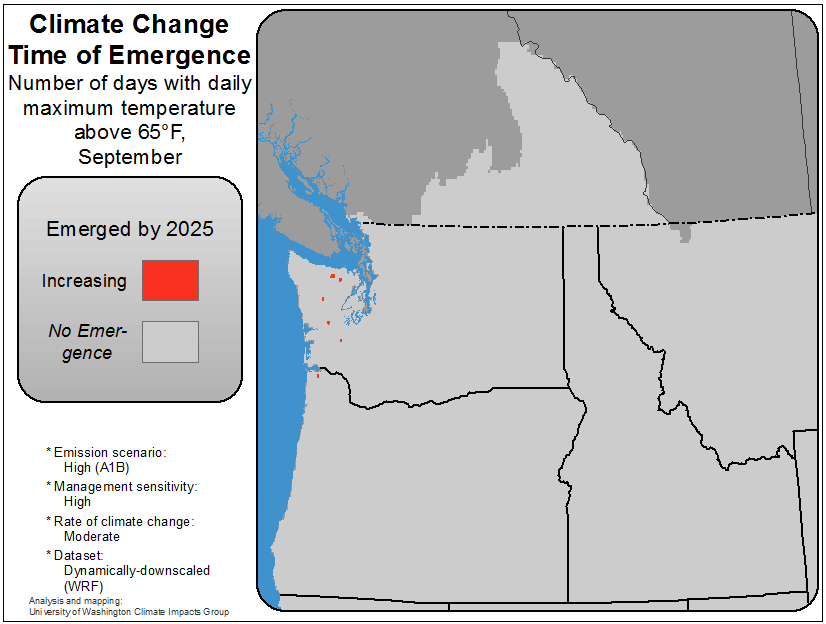 Climate Change
Time of Emergence
Number of days with daily
maximum temperature
above 65°F,
September
Emerged by 2025
Increasing
No Emer-
gence
* Emission scenario:
High (A1B)
* Management sensitivity:
High
* Rate of climate change:
Moderate
* Dataset:
Dynamically-downscaled
(WRF)
Analysis and mapping:
University of Washington Climate Impacts Group